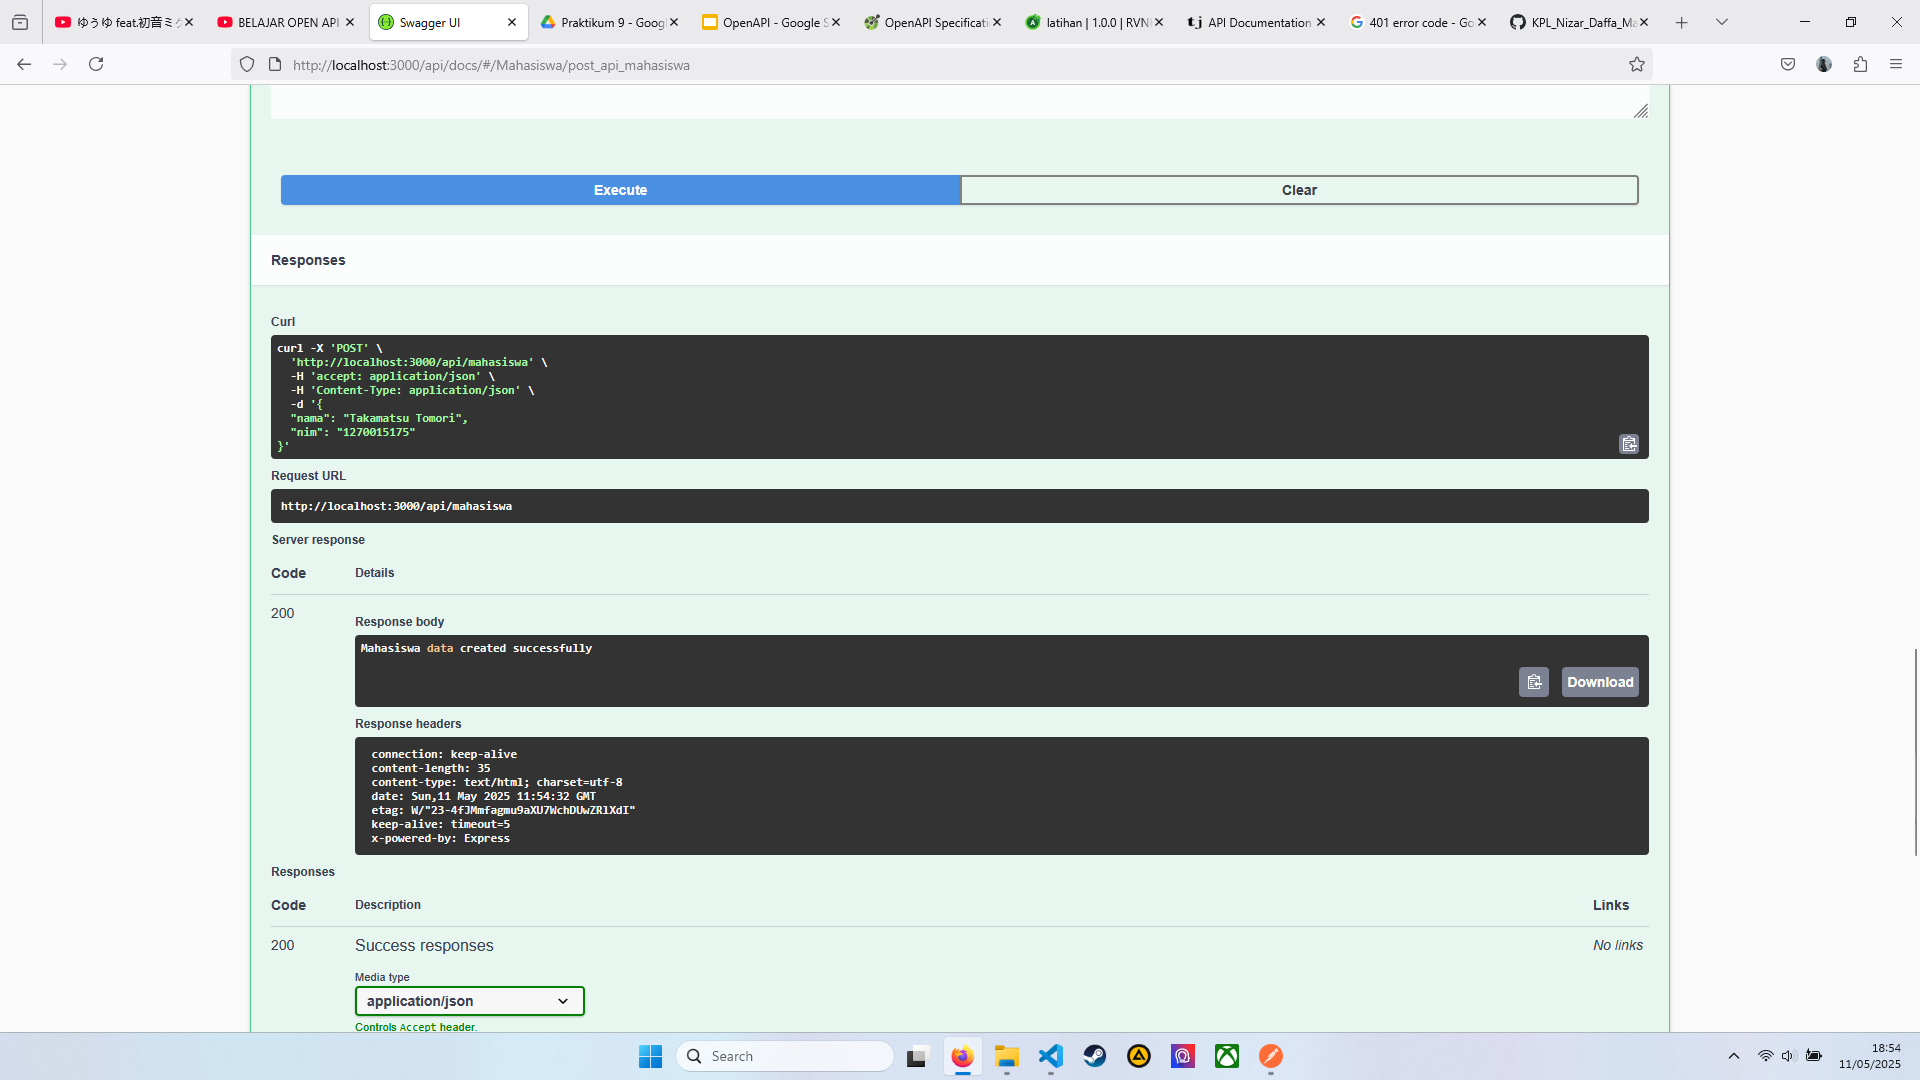 ゆうゆ feat.初音ミク
BELAJAR OPEN API
Swagger UI
Praktikum 9 - Goog
OpenAPI - Google S
OpenAPI Specificati
latihan | 1.0.0 | RVNI
API Documentation
401 error code - Go
KPL_Nizar_Daffa_Ma
http://localhost:3000/api/docs/#/Mahasiswa/post_api_mahasiswa
Execute
Clear
Responses
Curl
curl -X 'POST' \
'http://localhost:3000/api/mahasiswa' \
-H 'accept: application/json' \
-H 'Content-Type: application/json' \
-d '{
"nama": "Takamatsu Tomori",
"nim": "1270015175"
}'
Request URL
http://localhost:3000/api/mahasiswa
Server response
Code Details
200
Response body
Mahasiswa data created successfully
Download
Response headers
connection: keep-alive
content-length: 35
content-type: text/html; charset=utf-8
date: Sun,11 May 2025 11:54:32 GMT
etag: W/"23-4fJMmfagmu9aXU7WchDUwZRlXdI"
keep-alive: timeout=5
x-powered-by: Express
Responses
Code Description Links
200 Success responses No links
Media type
application/json
Controls Accept header.
Search
18:54
11/05/2025